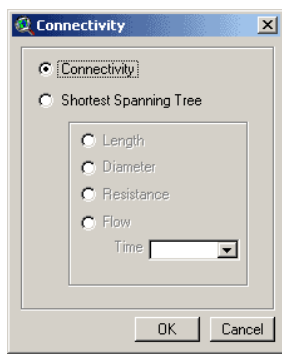 Connectivity
Connectivity
Shortest Spanning Tree
Length
Diameter
Resistance
Flow
Time
OK Cancel